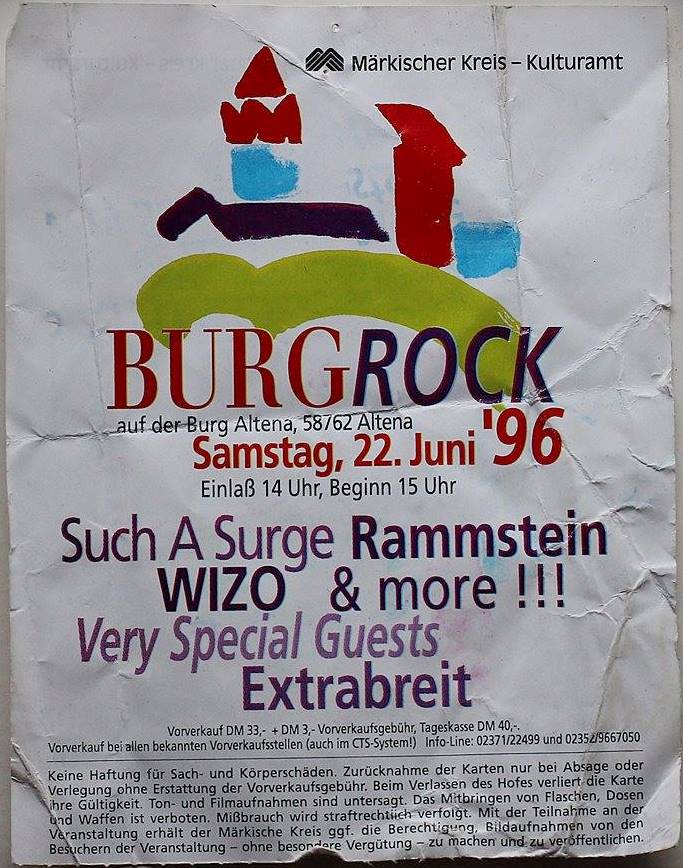 Märkischer Kreis – Kulturamt
BURGROCK
auf der Burg Altena, 58762 Altena
'96
Samstag, 22. Juni
Einlaß 14 Uhr, Beginn 15 Uhr
Such A Surge Rammstein
WIZO & more !!!
Very Special Guests
Extrabreit
Vorverkauf DM 33,- + DM 3,- Vorverkaufsgebühr, Tageskasse DM 40,-.
Vorverkauf bei allen bekannten Vorverkaufsstellen (auch im CTS-System!) Info-Line: 02371/22499 und 02352/9667050
Keine Haftung für Sach- und Körperschäden. Zurücknahme der Karten nur bei Absage oder
Verlegung ohne Erstattung der Vorverkaufsgebühr. Beim Verlassen des Hofes verliert die Karte
ihre Gültigkeit. Ton- und Filmaufnahmen sind untersagt. Das Mitbringen von Flaschen, Dosen
und Waffen ist verboten. Mißbrauch wird straftrechtlich verfolgt. Mit der Teilnahme an der
Veranstaltung erhält der Märkische Kreis ggf. die Berechtigung, Bildaufnahmen von den
Besuchern der Veranstaltung – ohne besondere Vergütung – zu machen und zu veröffentlichen.